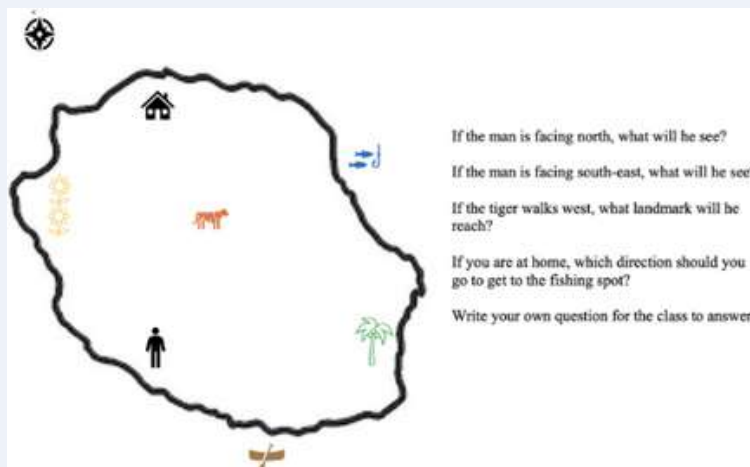 If the man is facing north, what will he see?
If the man is facing south-east, what will he see
If the tiger walks west, what landmark will he
reach?
If you are at home, which direction should you
go to get to the fishing spot?
Write your own question for the class to answer